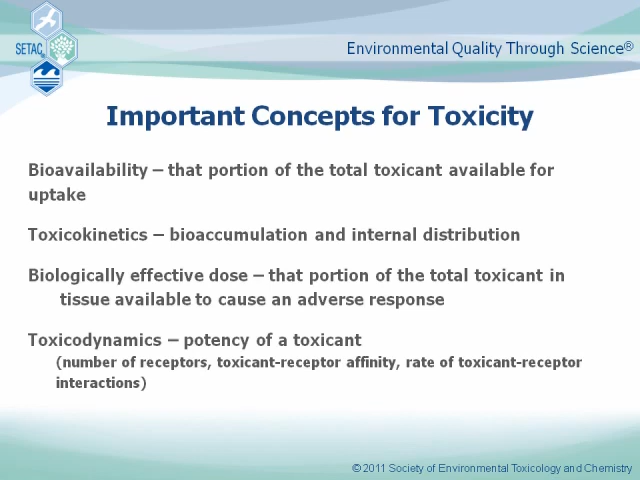 SETAC
Environmental Quality Through Science®
Important Concepts for Toxicity
Bioavailability – that portion of the total toxicant available for
uptake
Toxicokinetics – bioaccumulation and internal distribution
Biologically effective dose – that portion of the total toxicant in
tissue available to cause an adverse response
Toxicodynamics – potency of a toxicant
(number of receptors, toxicant-receptor affinity, rate of toxicant-receptor
interactions)
© 2011 Society of Environmental Toxicology and Chemistry